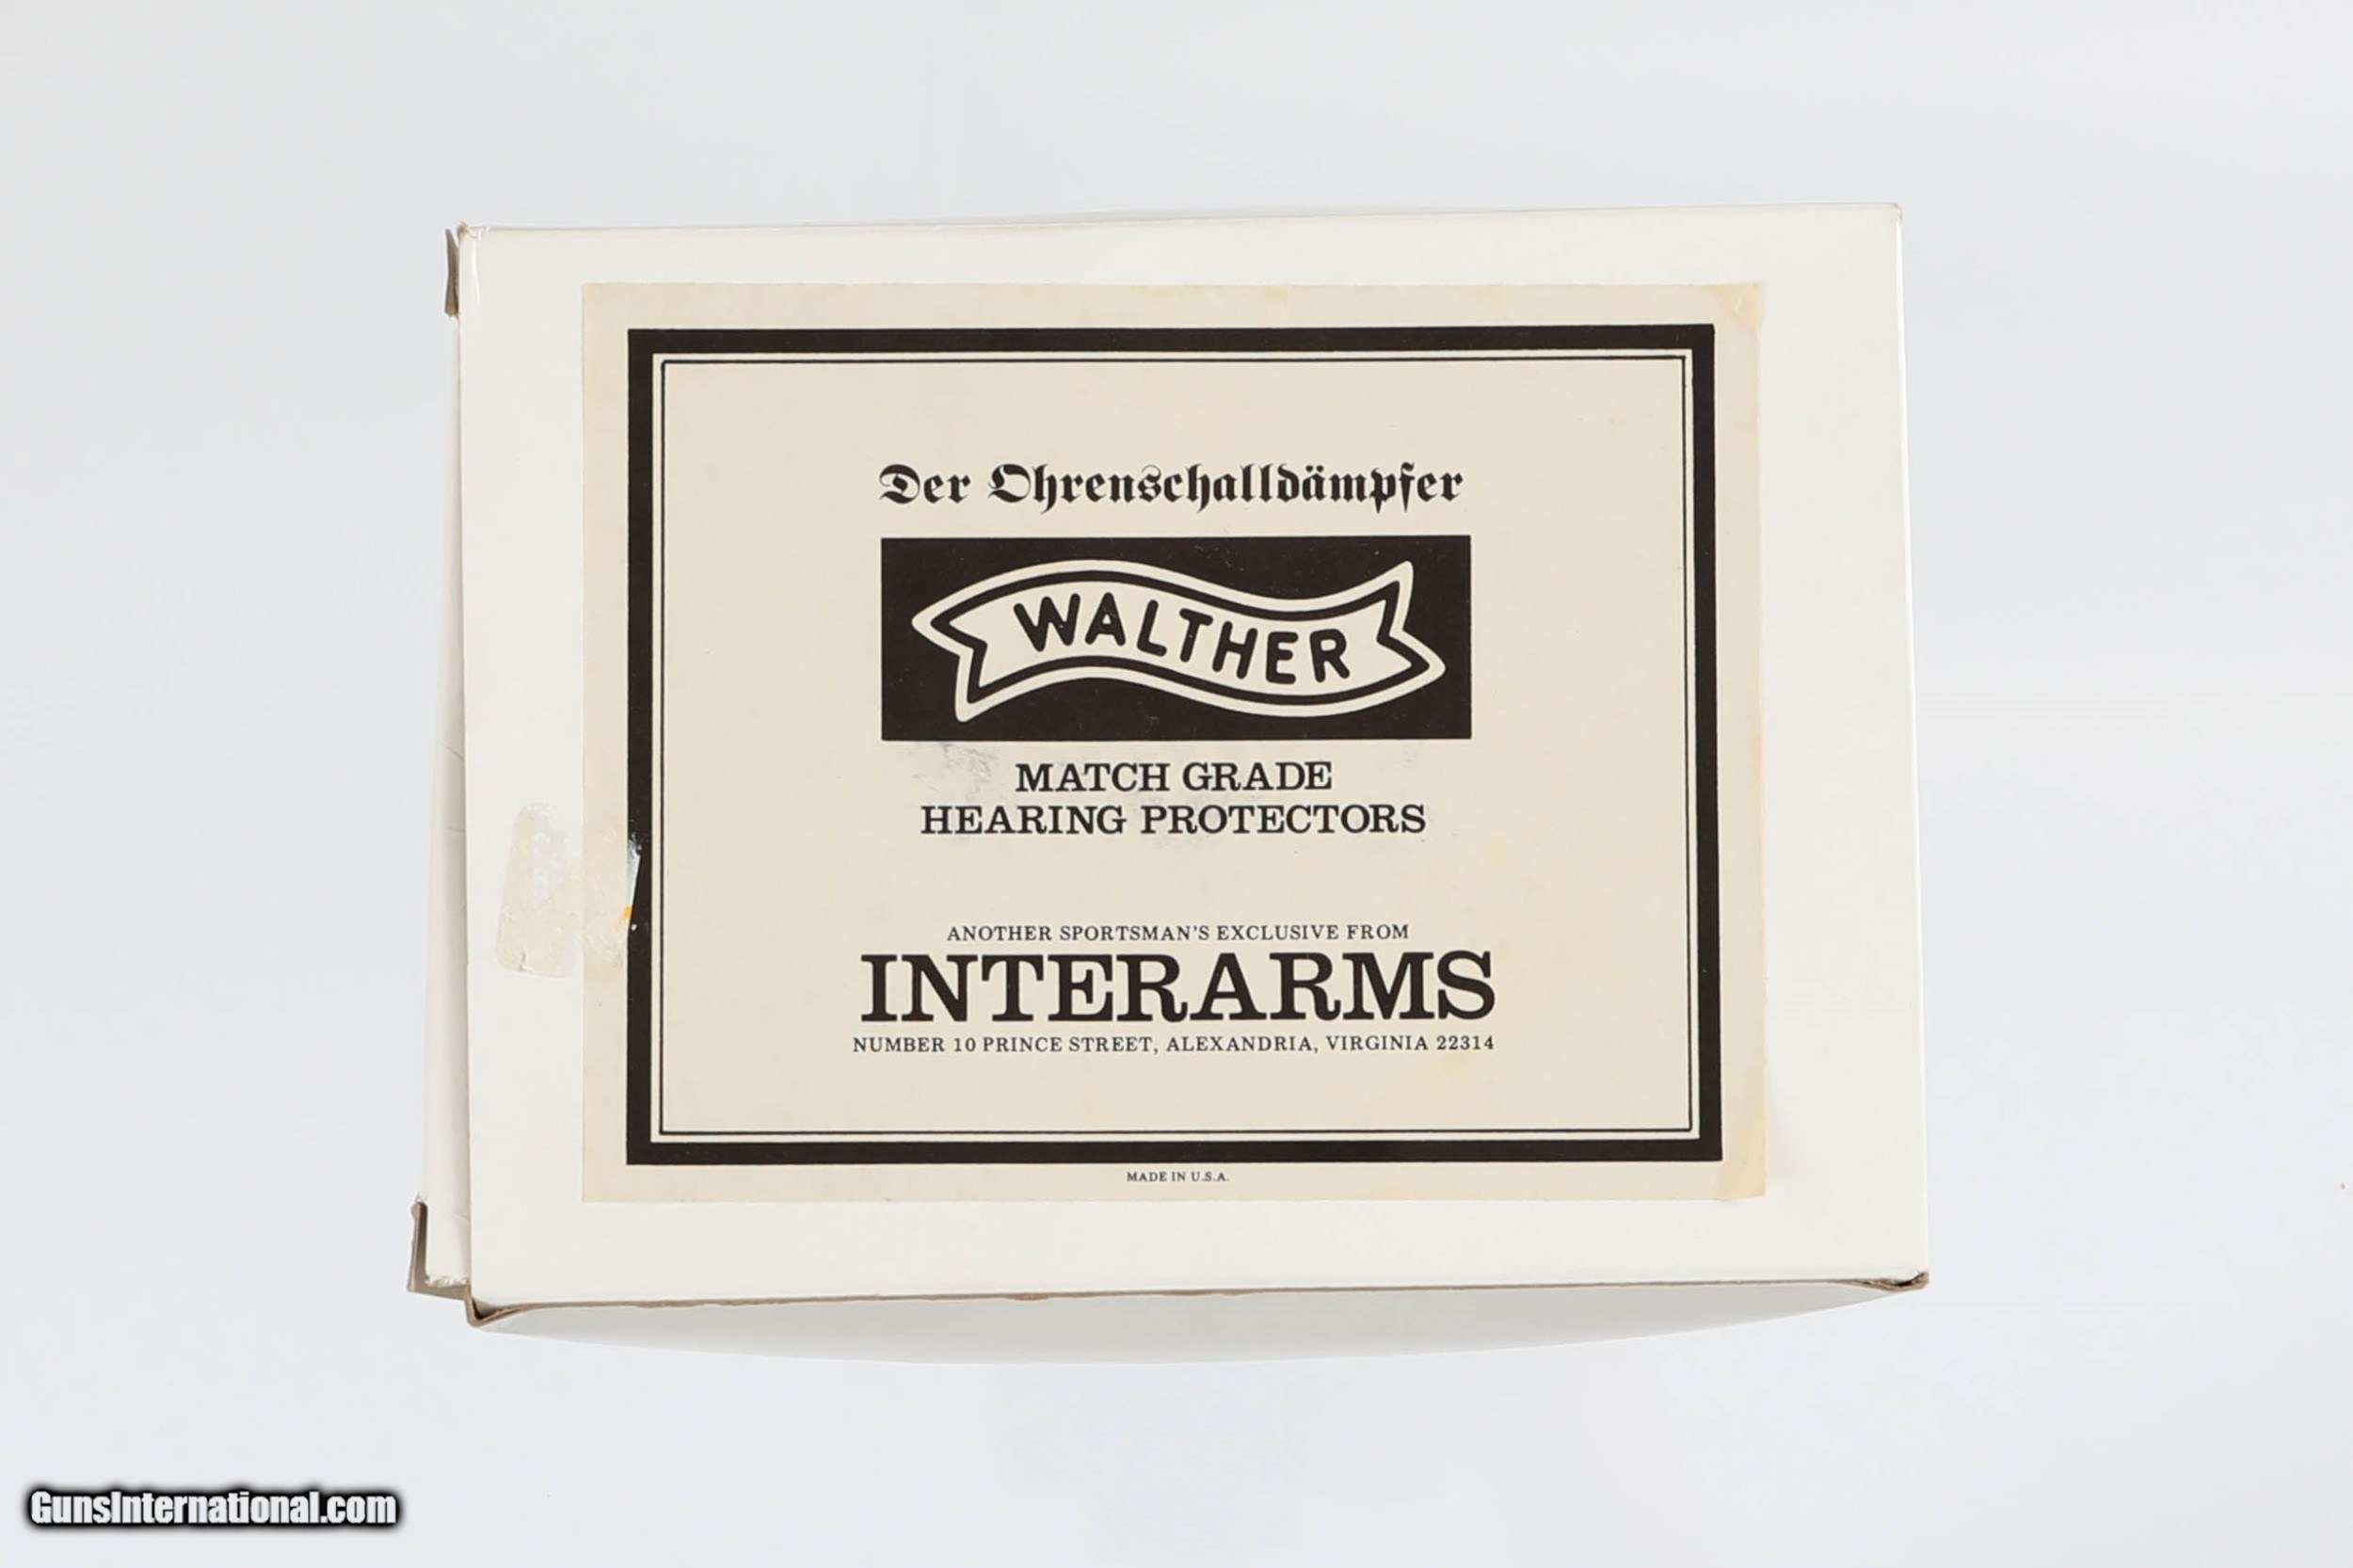 Der Ohrenschalldämpfer
WALTHER
MATCH GRADE
HEARING PROTECTORS
ANOTHER SPORTSMAN'S EXCLUSIVE FROM
INTERARMS
NUMBER 10 PRINCE STREET, ALEXANDRIA, VIRGINIA 22314
MADE IN U.S.A.
GunsInternational.com